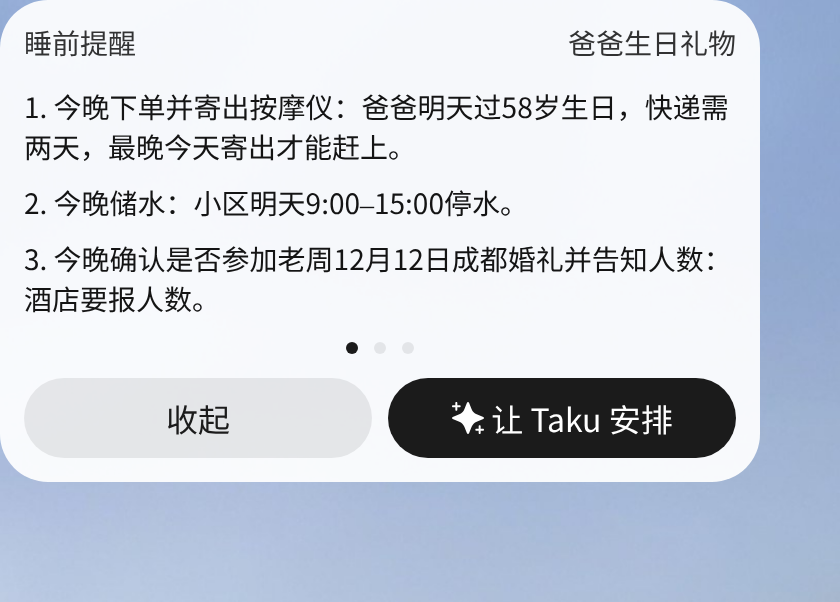 睡前提醒
爸爸生日礼物
1. 今晚下单并寄出按摩仪：爸爸明天过58岁生日，快递需
两天，最晚今天寄出才能赶上。
2. 今晚储水：小区明天9:00–15:00停水。
3. 今晚确认是否参加老周12月12日成都婚礼并告知人数：
酒店要报人数。
收起
让 Taku 安排